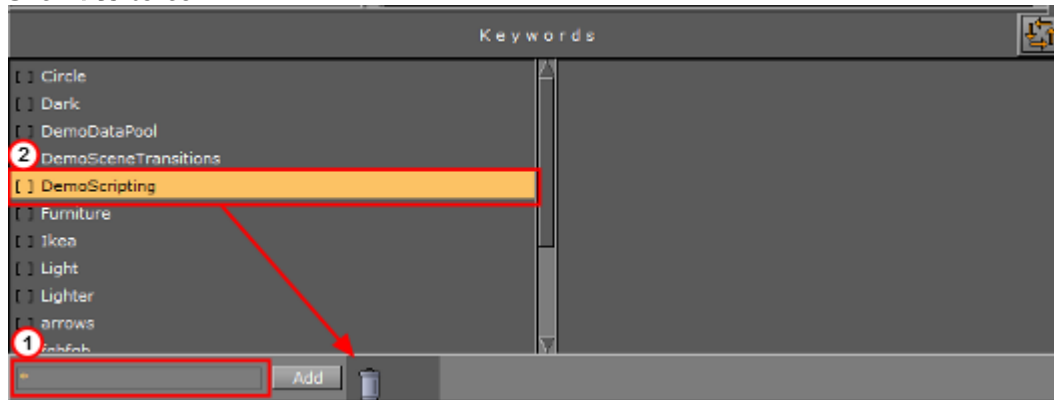 Keywords
[ ] Circle
[ ] Dark
[ ] DemoDataPool
2 DemoSceneTransitions
[ ] DemoScripting
[ ] Furniture
[ ] Ikea
[ ] Light
[ ] Lighter
[ ] arrows
1
Add